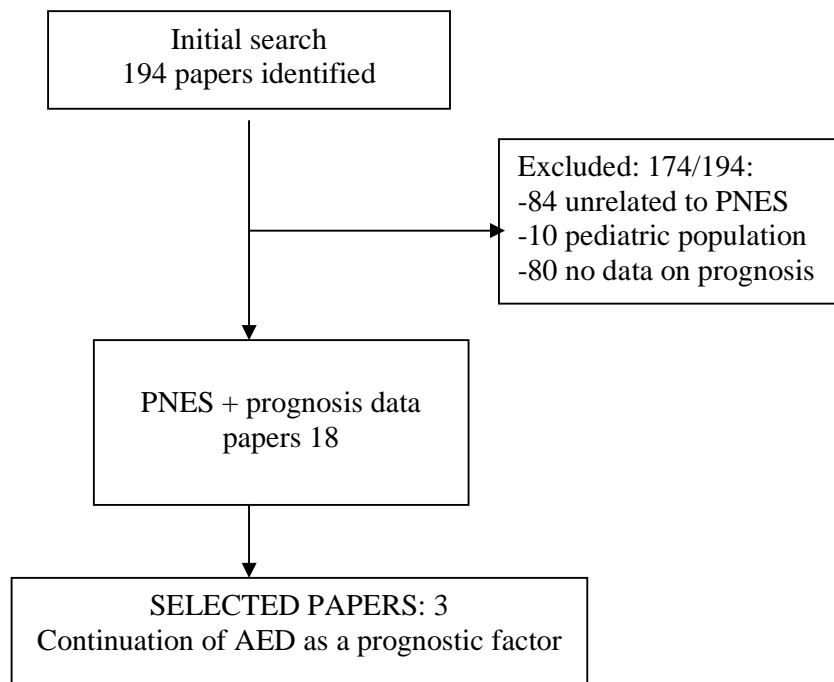 Initial search
194 papers identified
Excluded: 174/194:
-84 unrelated to PNES
-10 pediatric population
-80 no data on prognosis
PNES + prognosis data
papers 18
SELECTED PAPERS: 3
Continuation of AED as a prognostic factor